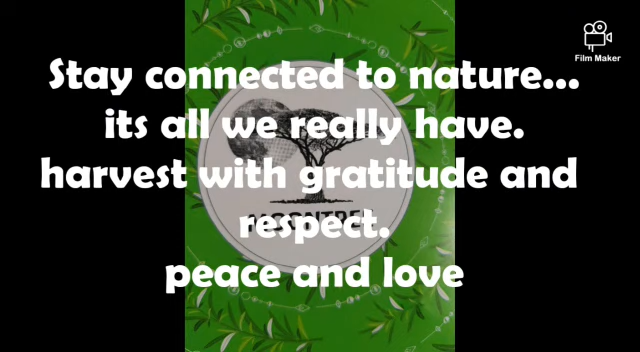 Film Maker
Stay connected to nature...
its all we really have.
harvest with gratitude and
respect.
peace and love